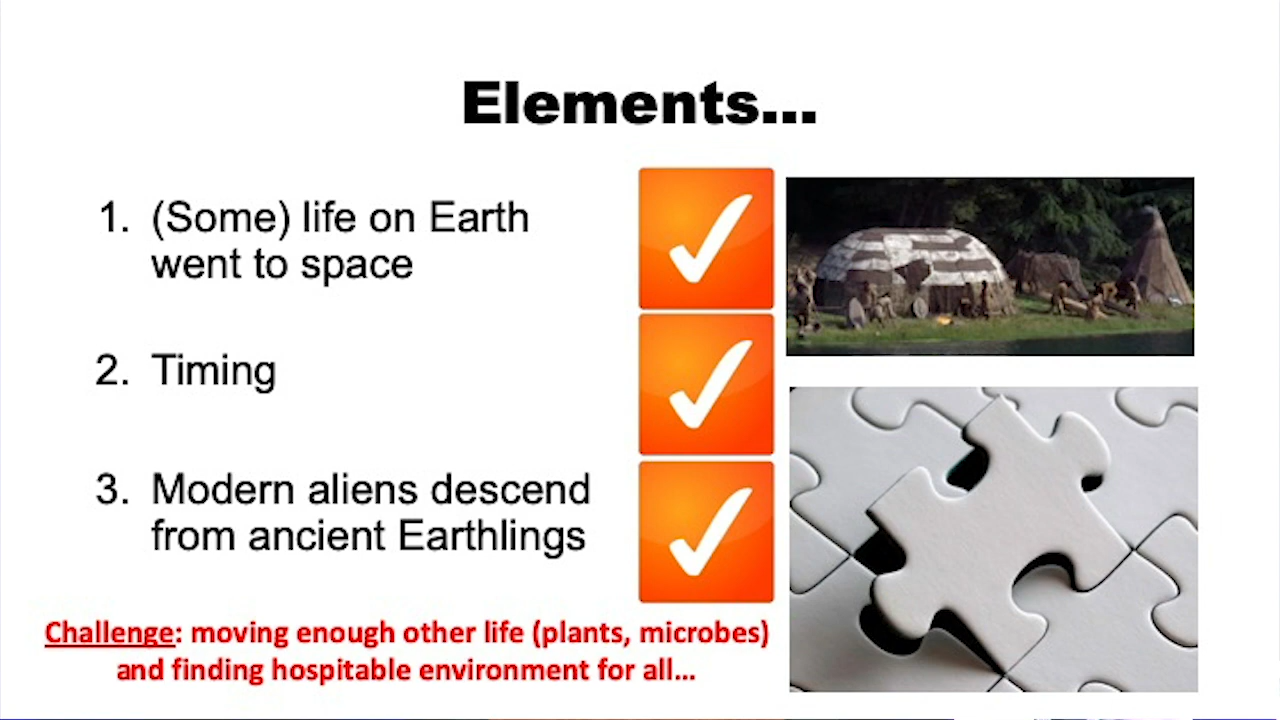 Elements...
1. (Some) life on Earth
went to space
2. Timing
3. Modern aliens descend
from ancient Earthlings
Challenge: moving enough other life (plants, microbes)
and finding hospitable environment for all...